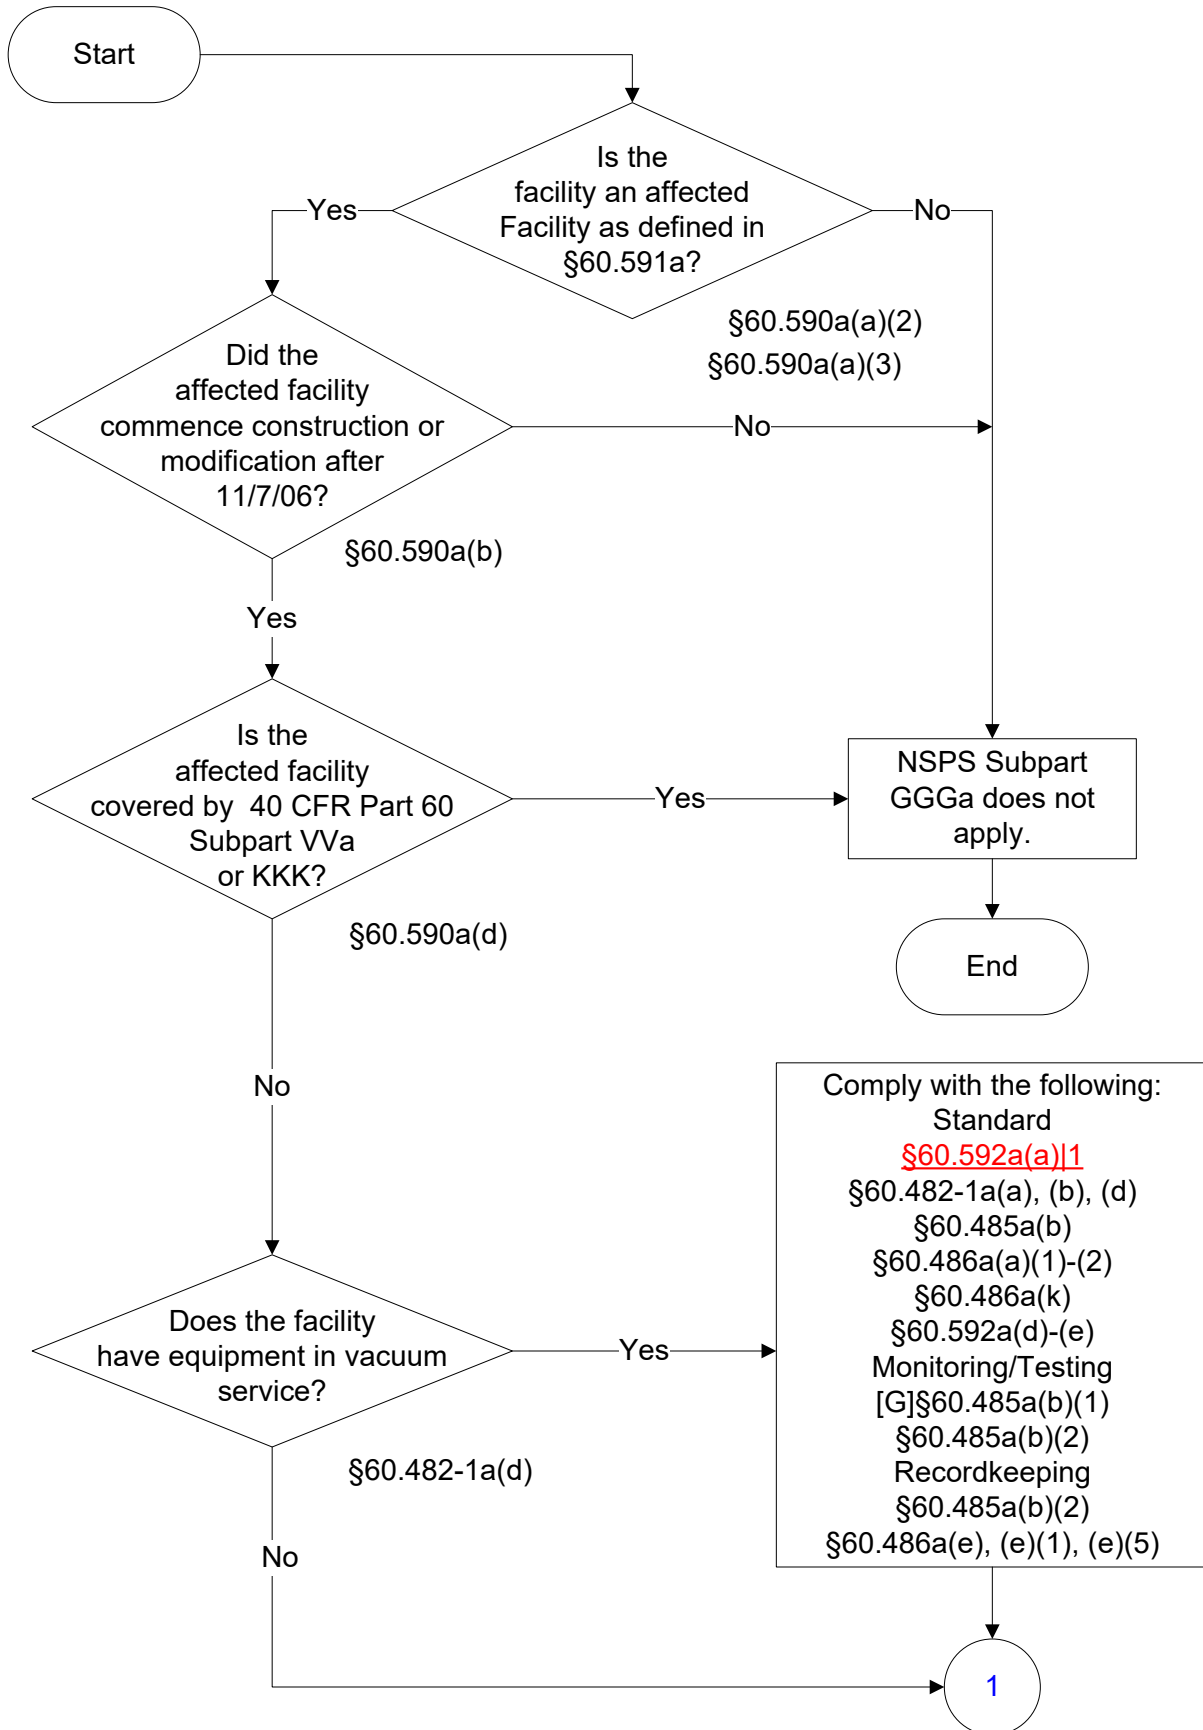 Start
Is the
facility an affected
Facility as defined in
§60.591a?
Yes
No
§60.590a(a)(2)
§60.590a(a)(3)
Did the
affected facility
commence construction or
modification after
11/7/06?
No
§60.590a(b)
Yes
Is the
affected facility
covered by  40 CFR Part 60
Subpart VVa
or KKK?
Yes
NSPS Subpart
GGGa does not
apply.
§60.590a(d)
End
No
Comply with the following:
Standard
§60.592a(a)|1
§60.482-1a(a), (b), (d)
§60.485a(b)
§60.486a(a)(1)-(2)
§60.486a(k)
§60.592a(d)-(e)
Monitoring/Testing
[G]§60.485a(b)(1)
§60.485a(b)(2)
Recordkeeping
§60.485a(b)(2)
§60.486a(e), (e)(1), (e)(5)
Does the facility
have equipment in vacuum
service?
Yes
§60.482-1a(d)
No
1